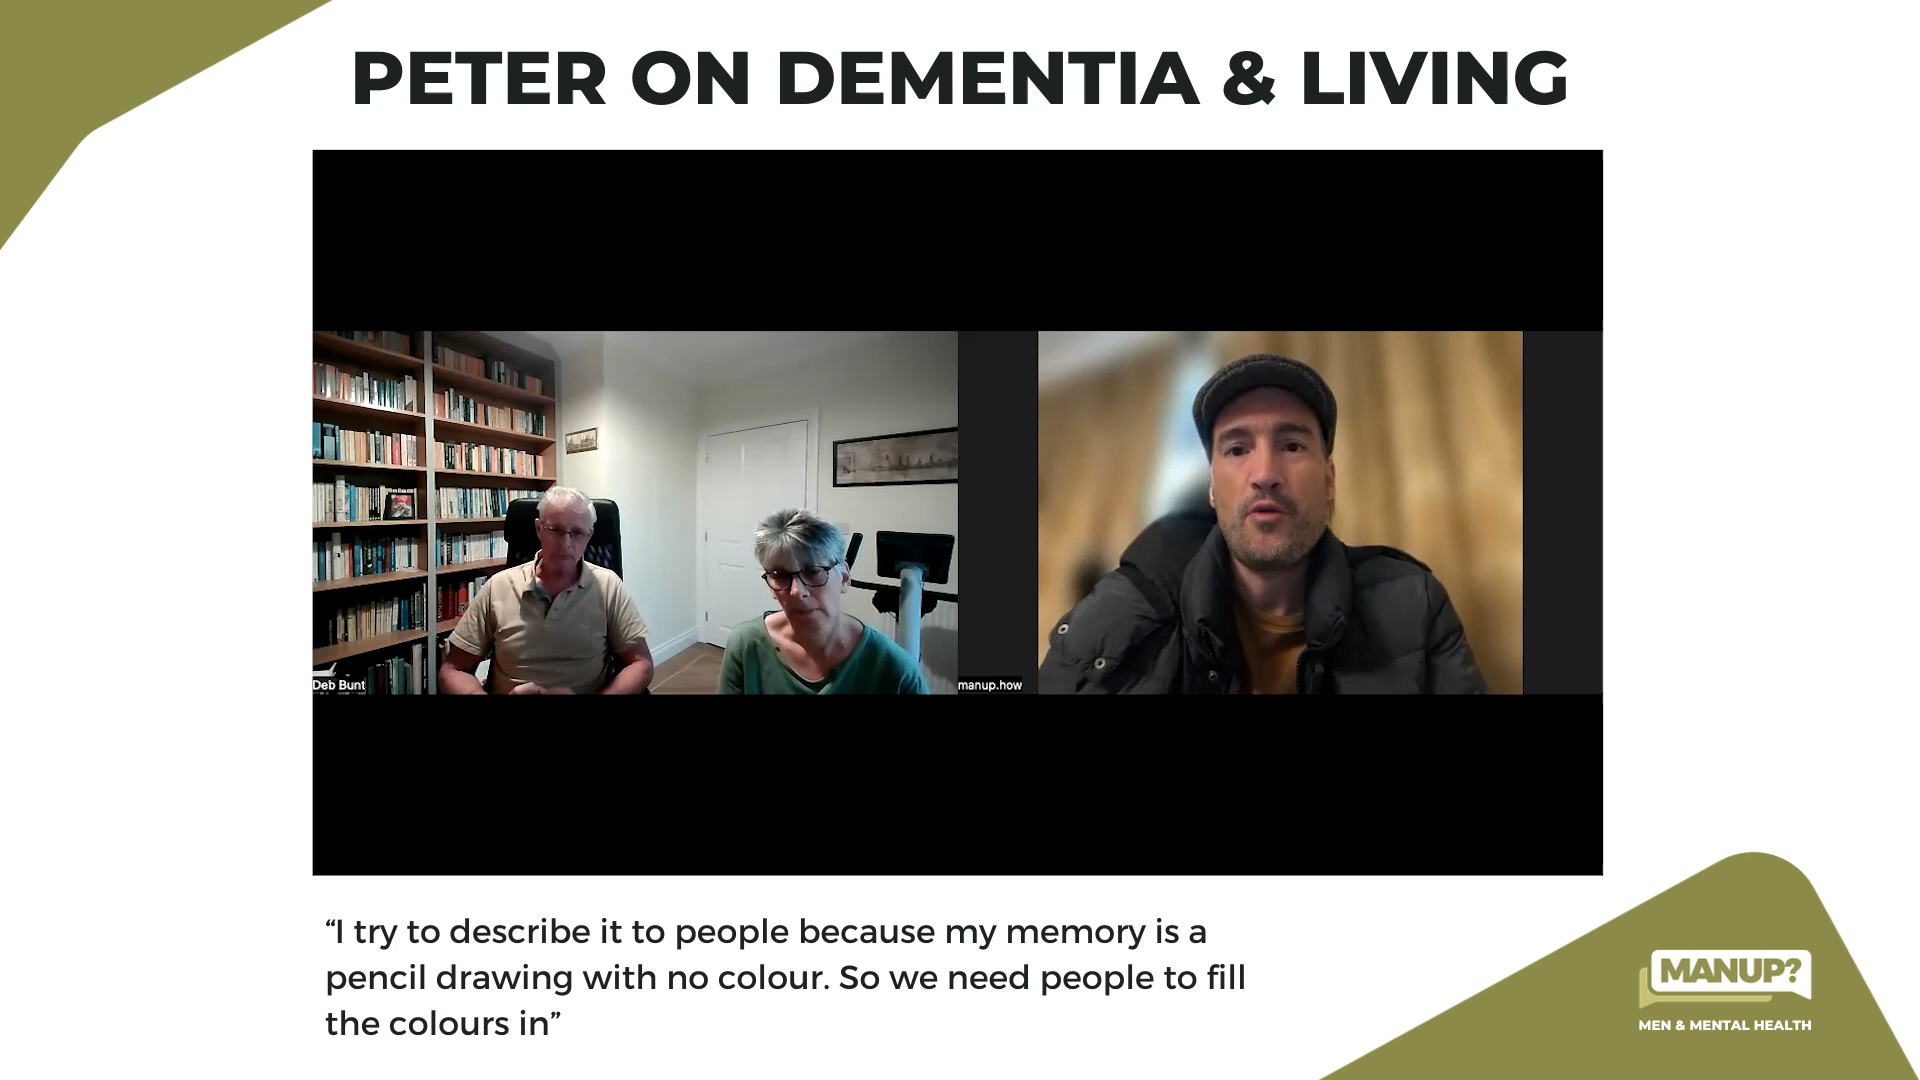 PETER ON DEMENTIA & LIVING
Deb Bunt
manup.how
“I try to describe it to people because my memory is a
pencil drawing with no colour. So we need people to fill
the colours in”
MANUP?
MEN & MENTAL HEALTH